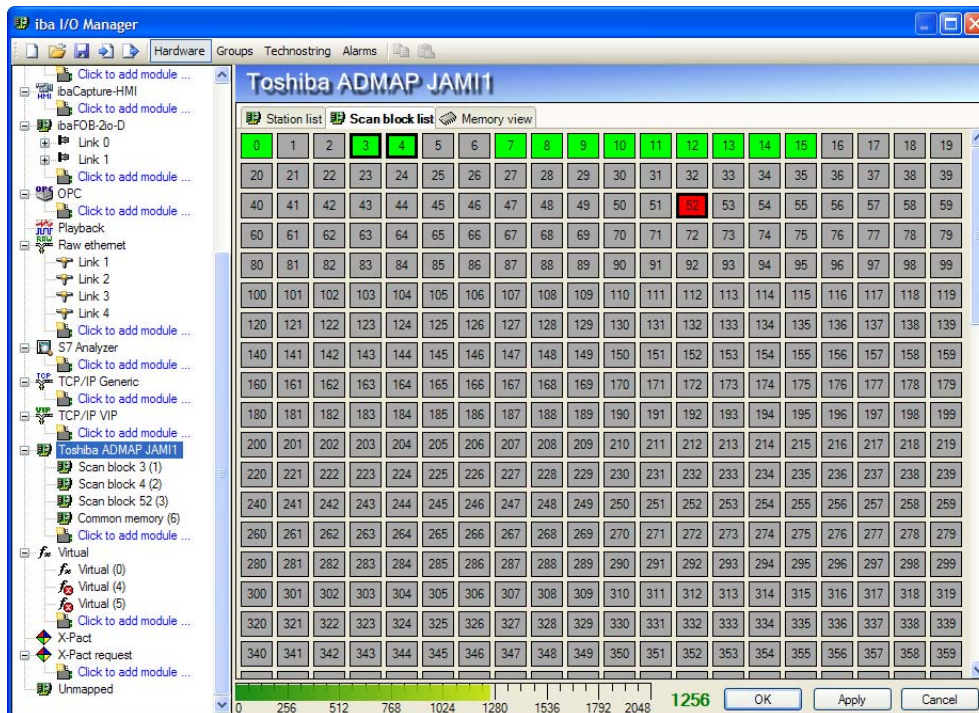 iba I/O Manager
Hardware Groups Technostring Alarms
Click to add module ...
ibaCapture-HMI
Click to add module ...
ibaFOB-2io-D
Link 0
Link 1
Click to add module ...
OPC
Click to add module ...
Playback
Raw ethernet
Link 1
Link 2
Link 3
Link 4
Click to add module ...
S7 Analyzer
Click to add module ...
TCP/IP Generic
Click to add module ...
TCP/IP VIP
Click to add module ...
Toshiba ADMAP JAMI1
Scan block 3 (1)
Scan block 4 (2)
Scan block 52 (3)
Common memory (6)
Click to add module ...
Virtual
Virtual (0)
Virtual (4)
Virtual (5)
Click to add module ...
X-Pact
X-Pact request
Click to add module ...
Unmapped
Toshiba ADMAP JAMI1
Station list Scan block list Memory view
0 1 2 3 4 5 6 7 8 9 10 11 12 13 14 15 16 17 18 19
20 21 22 23 24 25 26 27 28 29 30 31 32 33 34 35 36 37 38 39
40 41 42 43 44 45 46 47 48 49 50 51 52 53 54 55 56 57 58 59
60 61 62 63 64 65 66 67 68 69 70 71 72 73 74 75 76 77 78 79
80 81 82 83 84 85 86 87 88 89 90 91 92 93 94 95 96 97 98 99
100 101 102 103 104 105 106 107 108 109 110 111 112 113 114 115 116 117 118 119
120 121 122 123 124 125 126 127 128 129 130 131 132 133 134 135 136 137 138 139
140 141 142 143 144 145 146 147 148 149 150 151 152 153 154 155 156 157 158 159
160 161 162 163 164 165 166 167 168 169 170 171 172 173 174 175 176 177 178 179
180 181 182 183 184 185 186 187 188 189 190 191 192 193 194 195 196 197 198 199
200 201 202 203 204 205 206 207 208 209 210 211 212 213 214 215 216 217 218 219
220 221 222 223 224 225 226 227 228 229 230 231 232 233 234 235 236 237 238 239
240 241 242 243 244 245 246 247 248 249 250 251 252 253 254 255 256 257 258 259
260 261 262 263 264 265 266 267 268 269 270 271 272 273 274 275 276 277 278 279
280 281 282 283 284 285 286 287 288 289 290 291 292 293 294 295 296 297 298 299
300 301 302 303 304 305 306 307 308 309 310 311 312 313 314 315 316 317 318 319
320 321 322 323 324 325 326 327 328 329 330 331 332 333 334 335 336 337 338 339
340 341 342 343 344 345 346 347 348 349 350 351 352 353 354 355 356 357 358 359
0 256 512 768 1024 1280 1536 1792 2048 1256 OK Apply Cancel